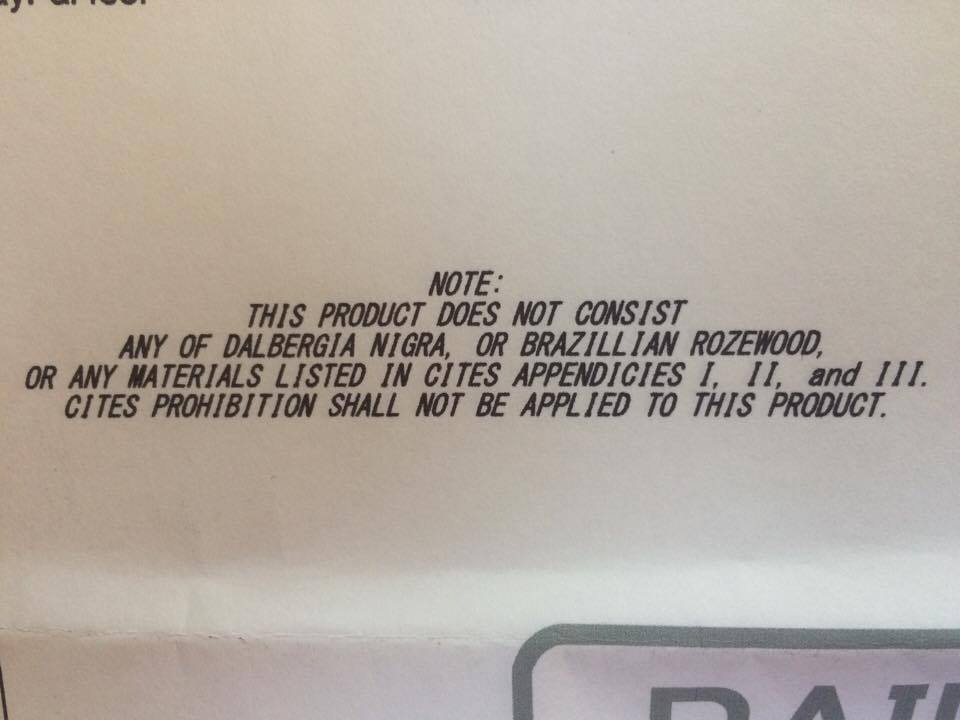 NOTE:
THIS PRODUCT DOES NOT CONSIST
ANY OF DALBERGIA NIGRA, OR BRAZILLIAN ROZEWOOD,
OR ANY MATERIALS LISTED IN CITES APPENDICIES I, II, and III.
CITES PROHIBITION SHALL NOT BE APPLIED TO THIS PRODUCT.